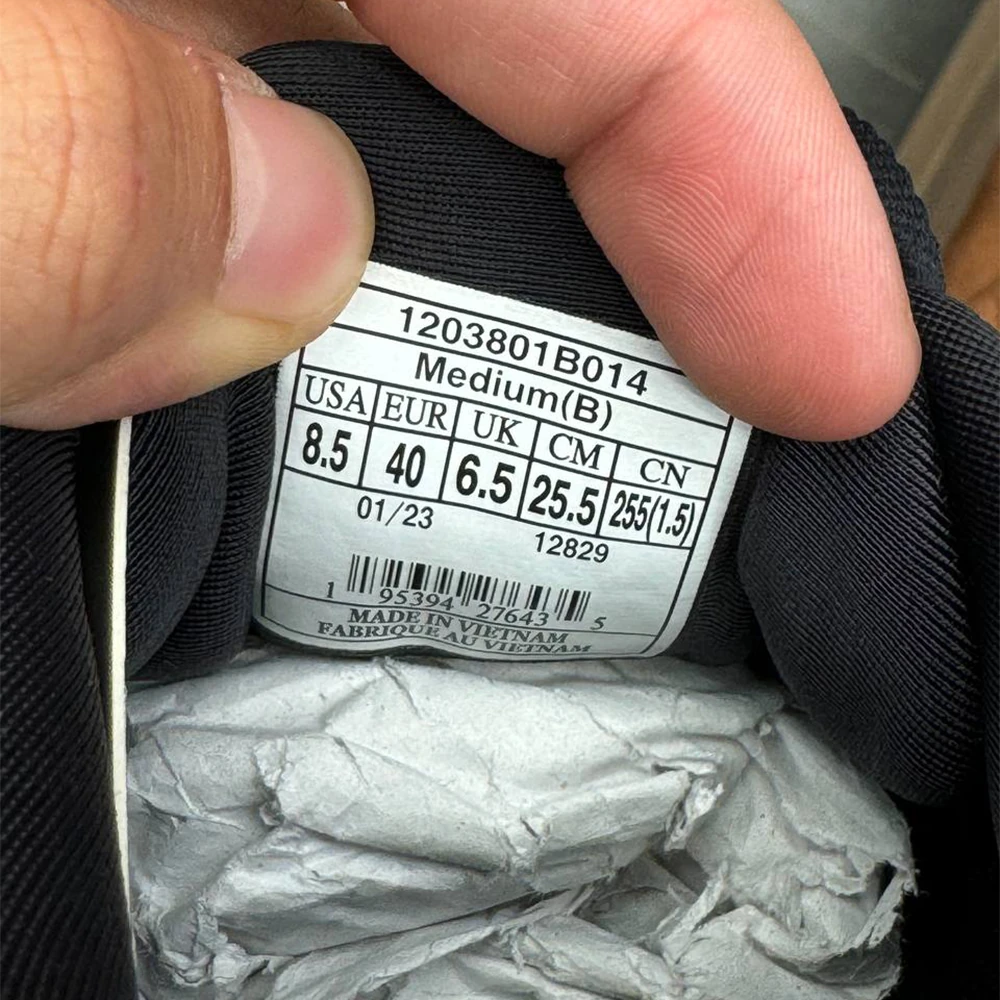 1203801B014
Medium(B)
USA EUR UK CM CN
8.5 40 6.5 25.5 255(1.5)
01/23 12829
1 95394 27643 5
MADE IN VIETNAM
FABRIQUE AU VIETNAM